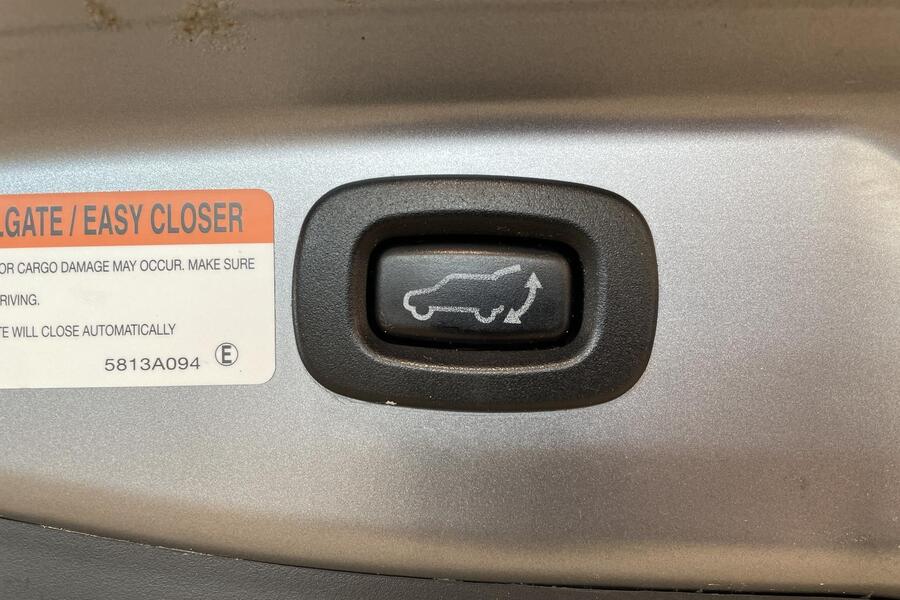 LGATE / EASY CLOSER
OR CARGO DAMAGE MAY OCCUR. MAKE SURE
RIVING.
TE WILL CLOSE AUTOMATICALLY
5813A094 E